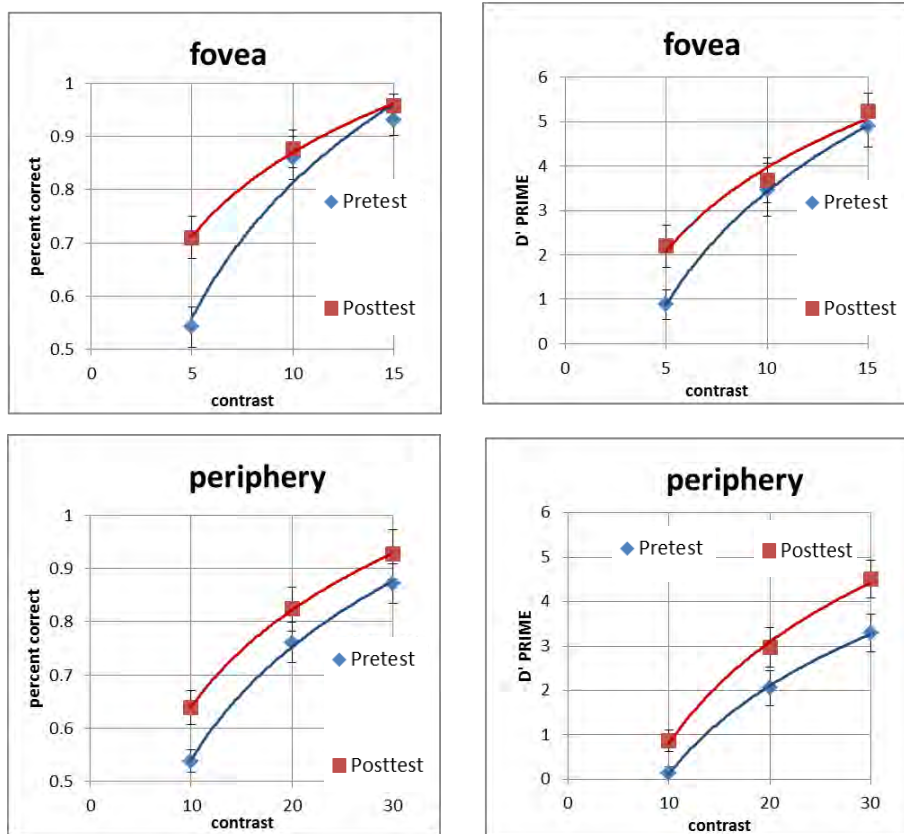 fovea
percent correct
1
0.9
0.8
0.7
0.6
0.5
0
5
10
15
contrast
Pretest
Posttest
fovea
D' PRIME
6
5
4
3
2
1
0
0
5
10
15
contrast
Pretest
Posttest
periphery
percent correct
1
0.9
0.8
0.7
0.6
0.5
0
10
20
30
contrast
Pretest
Posttest
periphery
D' PRIME
6
5
4
3
2
1
0
0
10
20
30
contrast
Pretest
Posttest